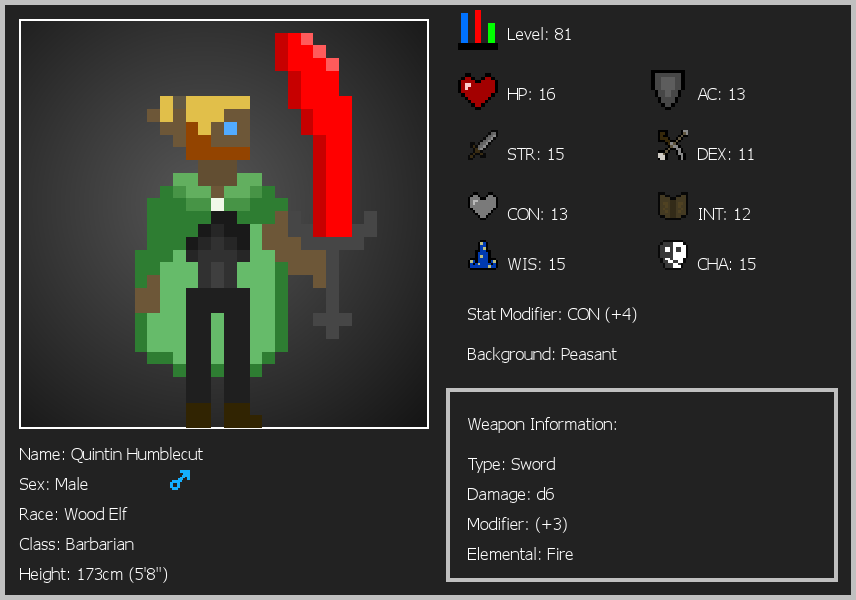 Level: 81
HP: 16
AC: 13
STR: 15
DEX: 11
CON: 13
INT: 12
WIS: 15
CHA: 15
Stat Modifier: CON (+4)
Background: Peasant
Weapon Information:
Type: Sword
Damage: d6
Modifier: (+3)
Elemental: Fire
Name: Quintin Humblecut
Sex: Male
Race: Wood Elf
Class: Barbarian
Height: 173cm (5'8")